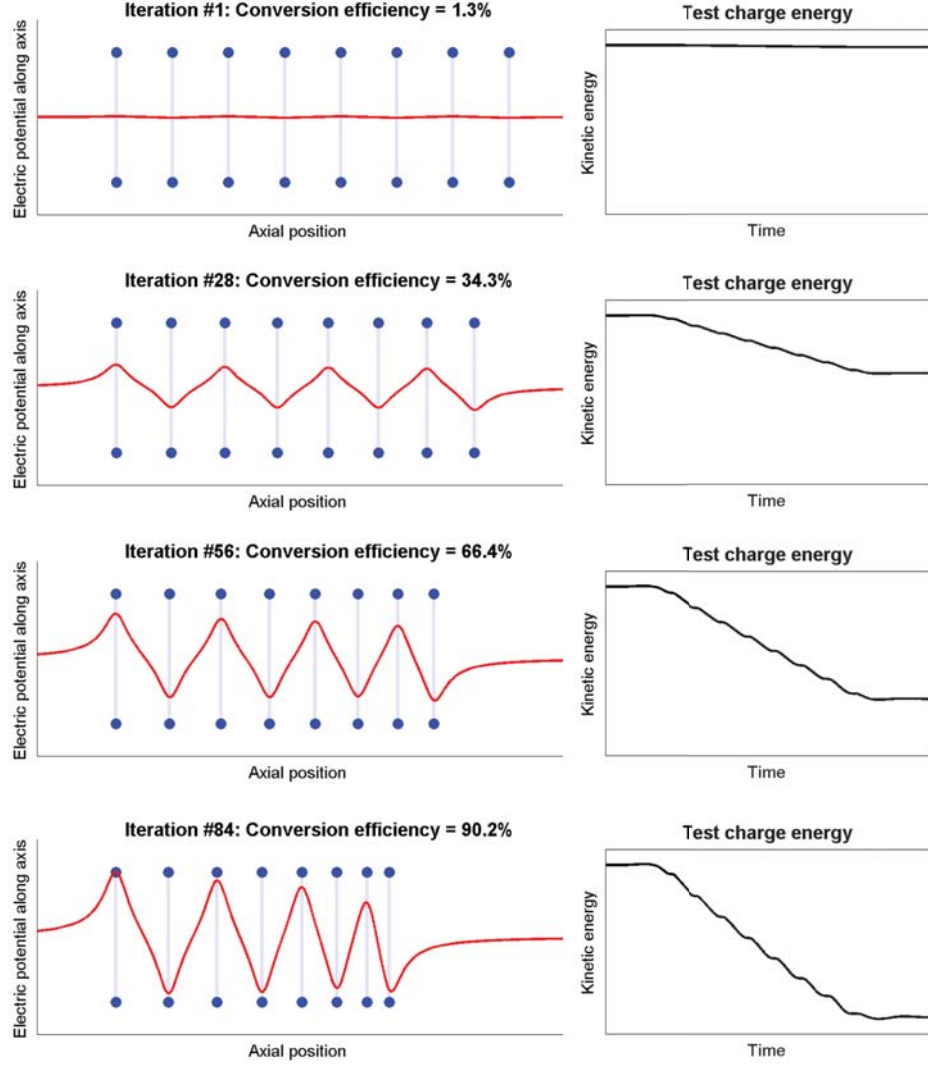 Iteration #1: Conversion efficiency = 1.3%
Electric potential along axis
Axial position
Test charge energy
Kinetic energy
Time
Iteration #28: Conversion efficiency = 34.3%
Electric potential along axis
Axial position
Test charge energy
Kinetic energy
Time
Iteration #56: Conversion efficiency = 66.4%
Electric potential along axis
Axial position
Test charge energy
Kinetic energy
Time
Iteration #84: Conversion efficiency = 90.2%
Electric potential along axis
Axial position
Test charge energy
Kinetic energy
Time